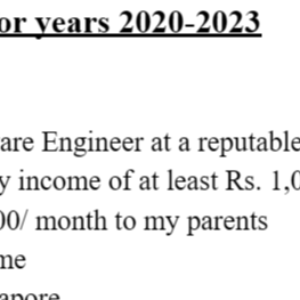 or years 2020-2023
are Engineer at a reputable
y income of at least Rs. 1,0
00/ month to my parents
me
apore